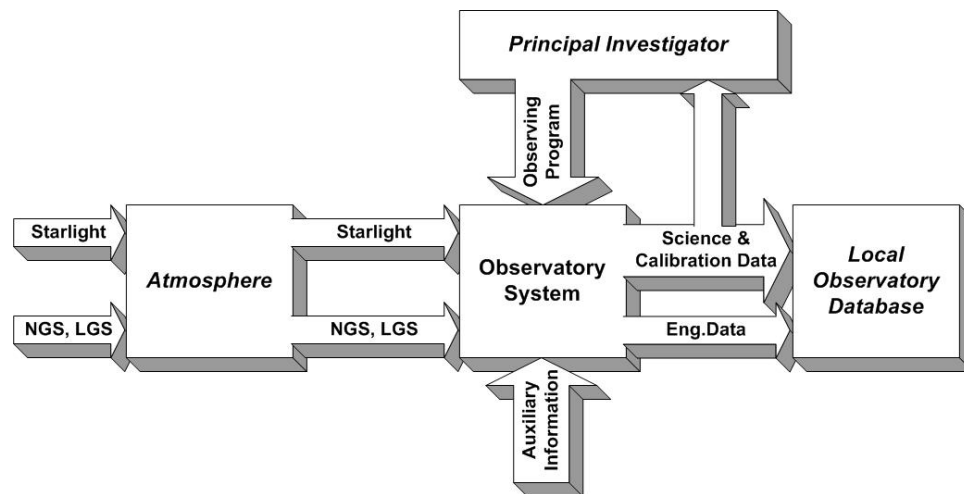 Principal Investigator
Observing
Program
Starlight
Starlight
Science &
Calibration Data
Atmosphere
Observatory
System
Local
Observatory
Database
NGS, LGS
NGS, LGS
Eng.Data
Auxiliary
Information